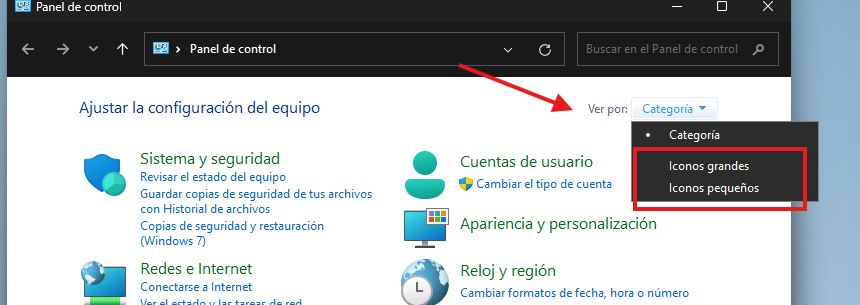 Panel de control
Panel de control
Buscar en el Panel de control
Ajustar la configuración del equipo
Ver por:
Categoría
Categoría
Iconos grandes
Iconos pequeños
Sistema y seguridad
Revisar el estado del equipo
Guardar copias de seguridad de tus archivos
con Historial de archivos
Copias de seguridad y restauración
(Windows 7)
Redes e Internet
Conectarse a Internet
Ver el estado y las tareas de red
Cuentas de usuario
Cambiar el tipo de cuenta
Apariencia y personalización
Reloj y región
Cambiar formatos de fecha, hora o número